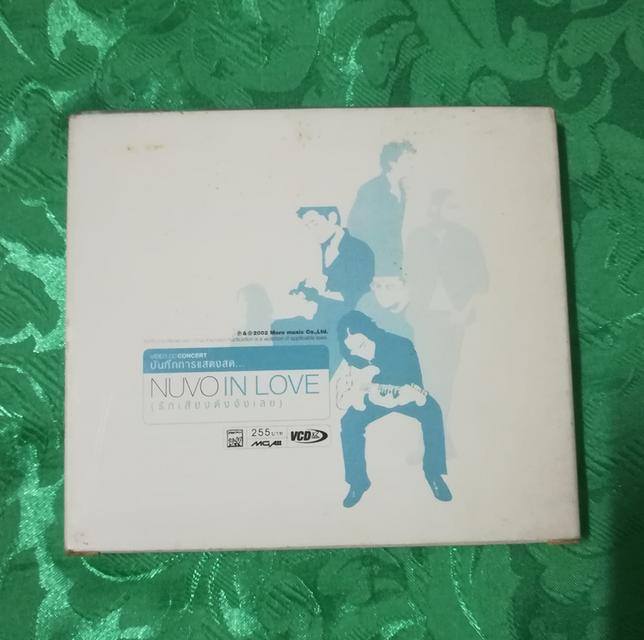 ℗&©2002 More music Co.,Ltd.
VIDEO CD CONCERT
บันทึกการแสดงสด...
NUVO IN LOVE
(รักเสียงดังจังเลย)
255 บาท
MGA
VCD